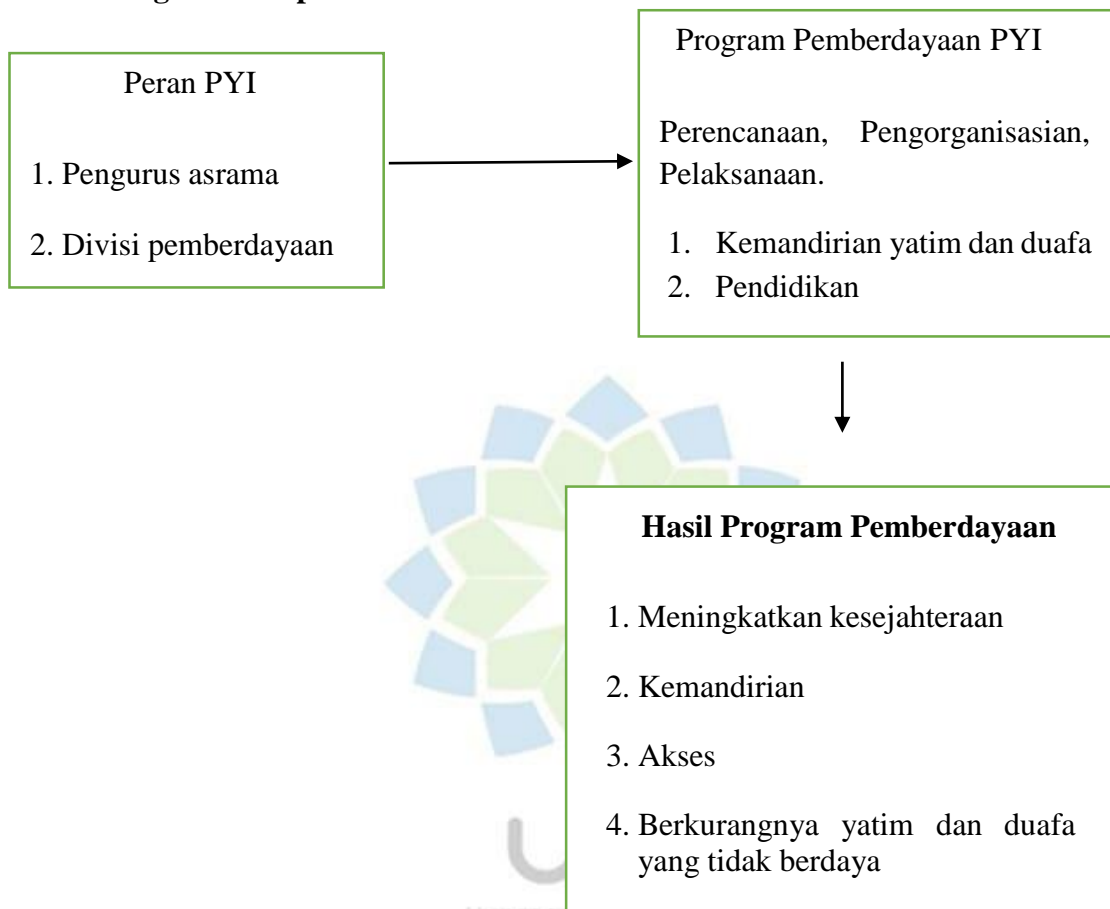 Peran PYI
1. Pengurus asrama
2. Divisi pemberdayaan
Program Pemberdayaan PYI
Perencanaan, Pengorganisasian,
Pelaksanaan.
1. Kemandirian yatim dan duafa
2. Pendidikan
Hasil Program Pemberdayaan
1. Meningkatkan kesejahteraan
2. Kemandirian
3. Akses
4. Berkurangnya yatim dan duafa
yang tidak berdaya